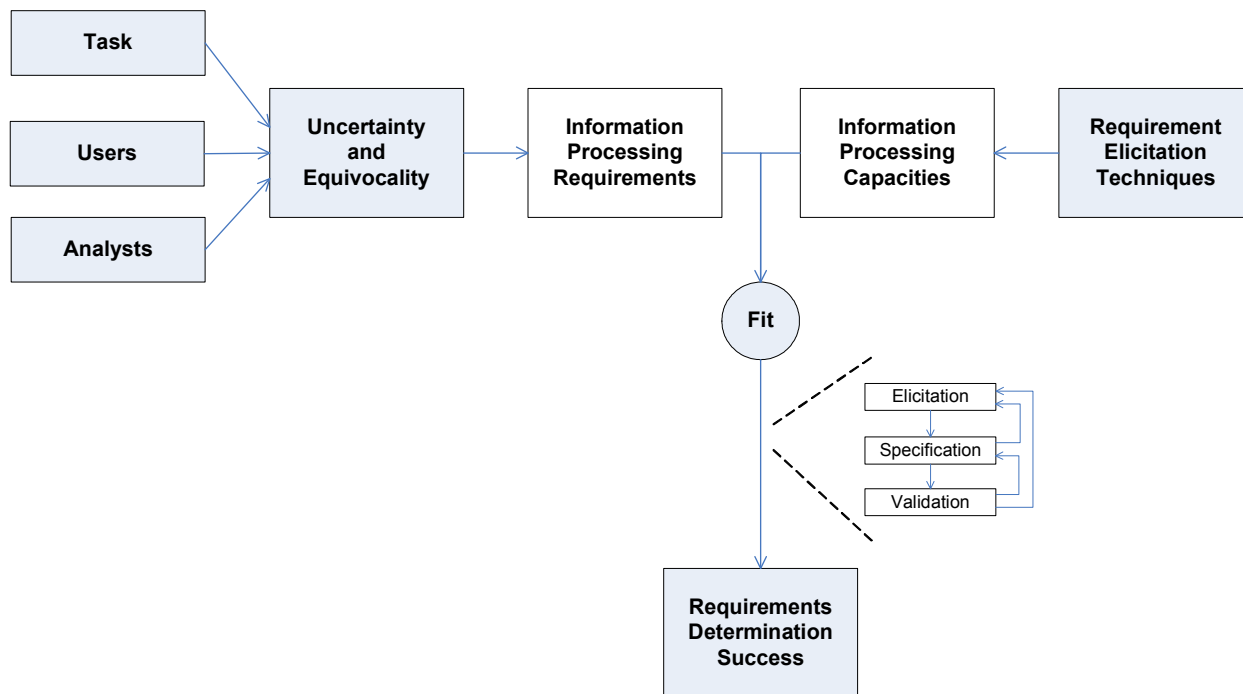 Task
Users
Analysts
Uncertainty
and
Equivocality
Information
Processing
Requirements
Information
Processing
Capacities
Requirement
Elicitation
Techniques
Fit
Elicitation
Specification
Validation
Requirements
Determination
Success